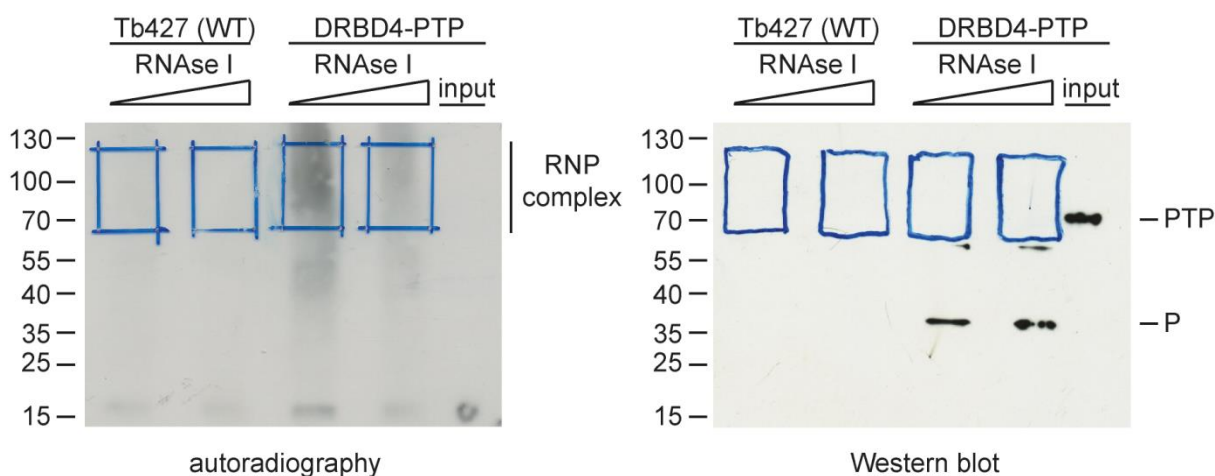 Tb427 (WT) DRBD4-PTP
RNAse I RNAse I input
130
100
70
55
40
35
25
15
RNP
complex
autoradiography
Tb427 (WT) DRBD4-PTP
RNAse I RNAse I input
130
100
70
55
40
35
25
15
PTP
P
Western blot